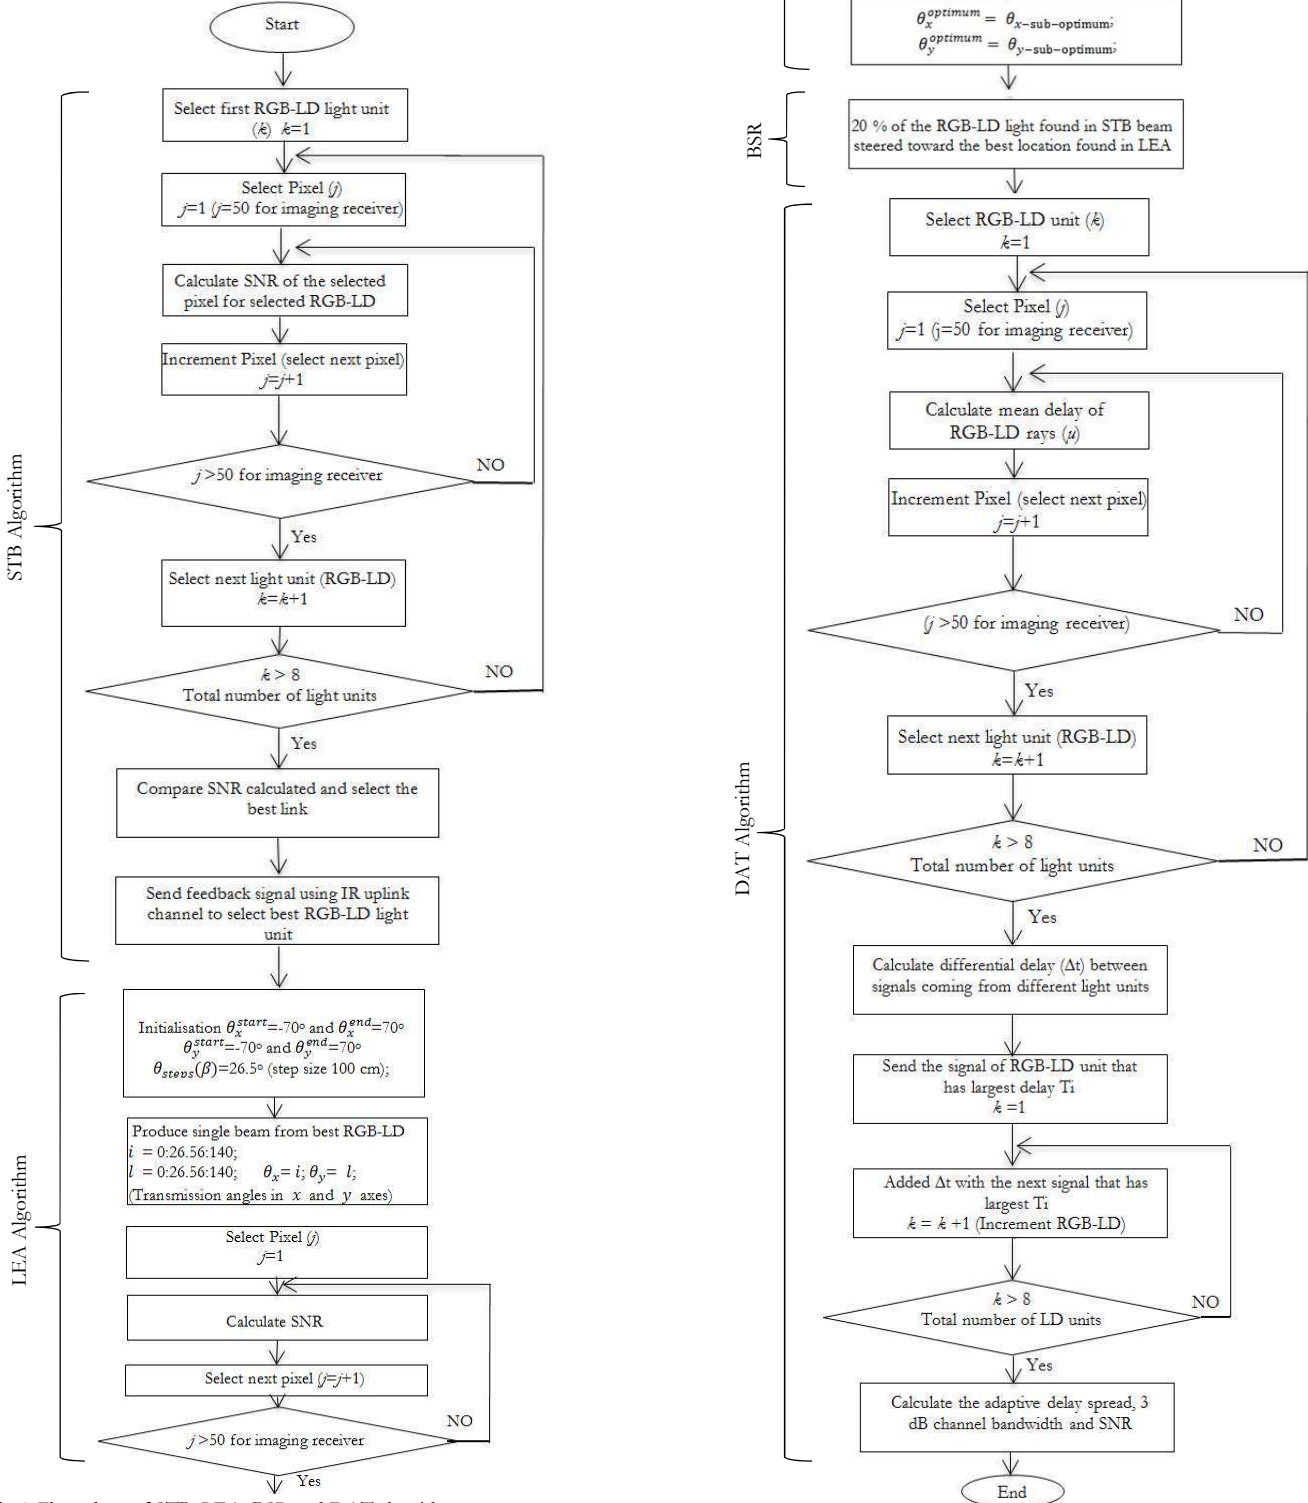 Start
Select first RGB-LD light unit
(k) k=1
Select Pixel (j)
j=1 (j=50 for imaging receiver)
Calculate SNR of the selected
pixel for selected RGB-LD
Increment Pixel (select next pixel)
j=j+1
j >50 for imaging receiver
NO
Yes
Select next light unit (RGB-LD)
k=k+1
k > 8
Total number of light units
NO
Yes
Compare SNR calculated and select the
best link
Send feedback signal using IR uplink
channel to select best RGB-LD light
unit
STB Algorithm
Initialisation θ_x^start=-70° and θ_x^end=70°
θ_y^start=-70° and θ_y^end=70°
θ_steps(β)=26.5° (step size 100 cm);
Produce single beam from best RGB-LD
i = 0:26.56:140;
l = 0:26.56:140; θ_x= i; θ_y= l;
(Transmission angles in x and y axes)
Select Pixel (j)
j=1
Calculate SNR
Select next pixel (j=j+1)
j >50 for imaging receiver
NO
Yes
LEA Algorithm
θ_x^optimum = θ_x−sub−optimum;
θ_y^optimum = θ_y−sub−optimum;
BSR
20 % of the RGB-LD light found in STB beam
steered toward the best location found in LEA
Select RGB-LD unit (k)
k=1
Select Pixel (j)
j=1 (j=50 for imaging receiver)
Calculate mean delay of
RGB-LD rays (u)
Increment Pixel (select next pixel)
j=j+1
(j >50 for imaging receiver)
NO
Yes
Select next light unit (RGB-LD)
k=k+1
k > 8
Total number of light units
NO
Yes
Calculate differential delay (Δt) between
signals coming from different light units
Send the signal of RGB-LD unit that
has largest delay Ti
k =1
Added Δt with the next signal that has
largest Ti
k = k +1 (Increment RGB-LD)
k > 8
Total number of LD units
NO
Yes
Calculate the adaptive delay spread, 3
dB channel bandwidth and SNR
End
DAT Algorithm